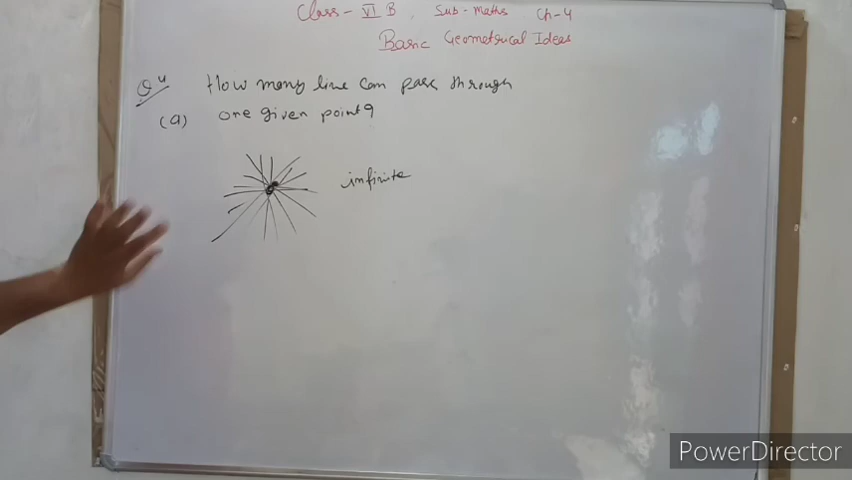 Class - VI B, Sub - Maths Ch-4
Basic Geometrical Ideas
Q4 How many line can pass through
(a) one given point?
infinite
PowerDirector